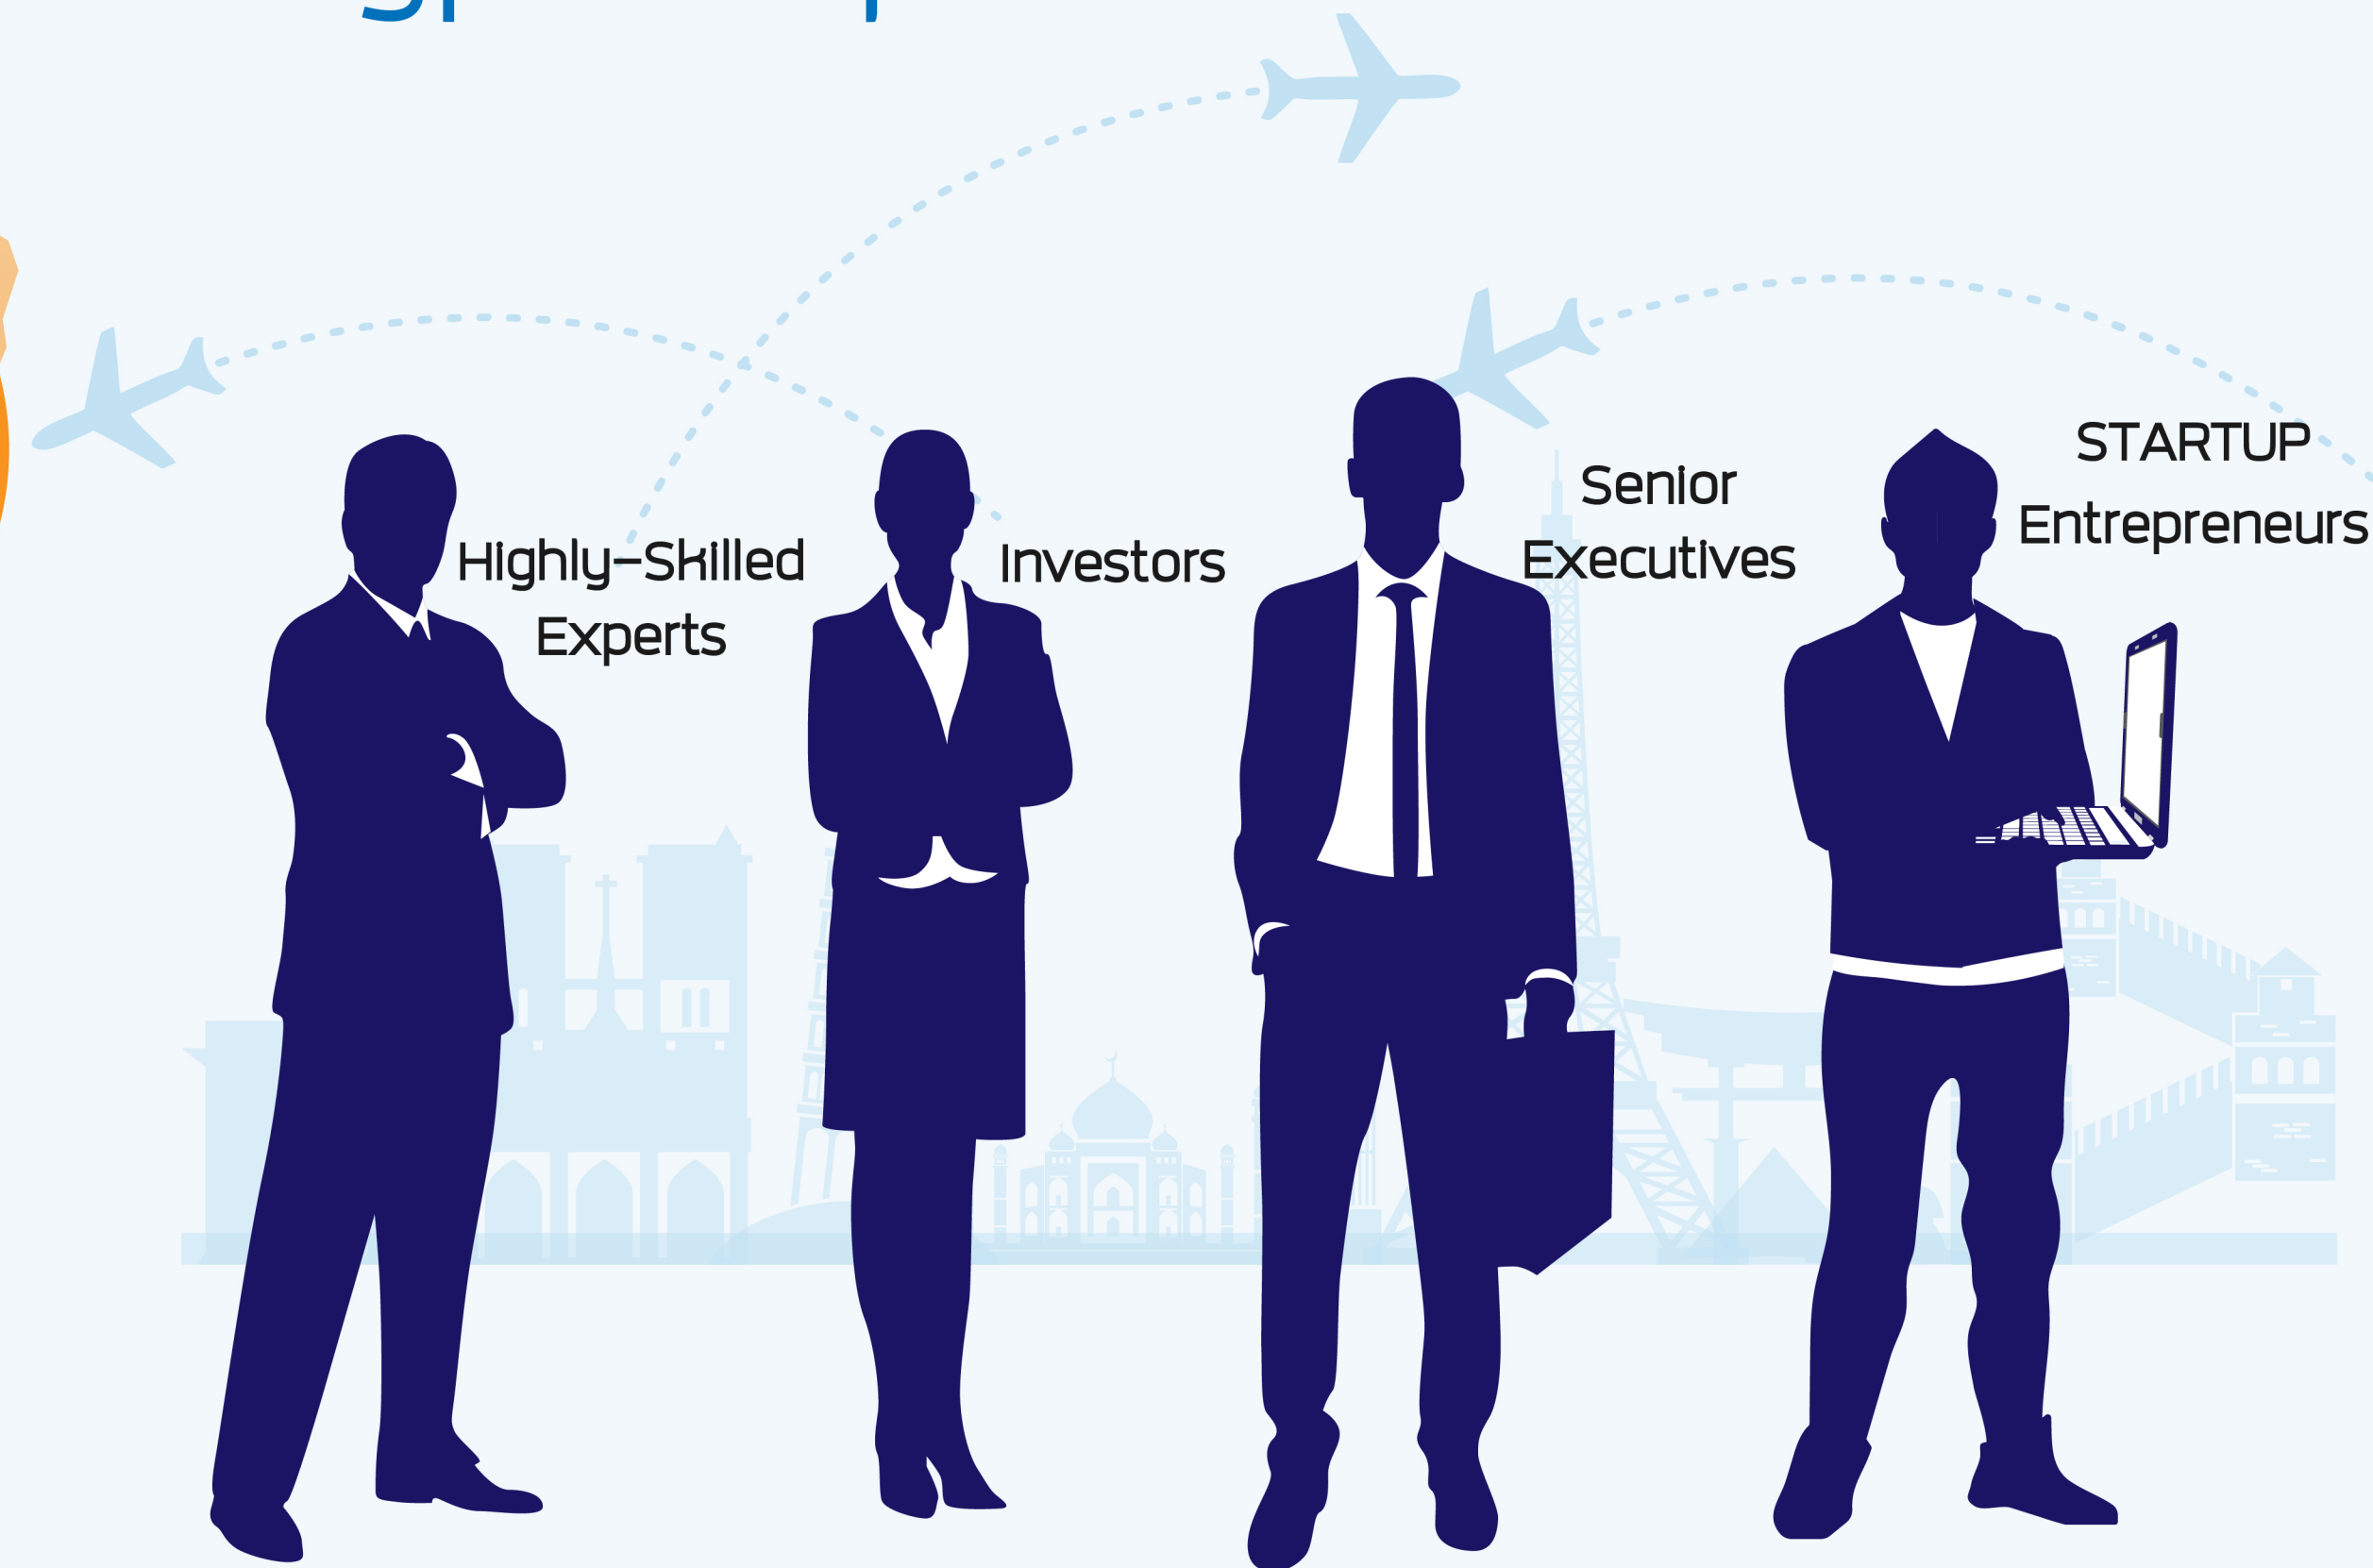 Highly-Skilled
Experts
Investors
Senior
Executives
STARTUP
Entrepreneurs